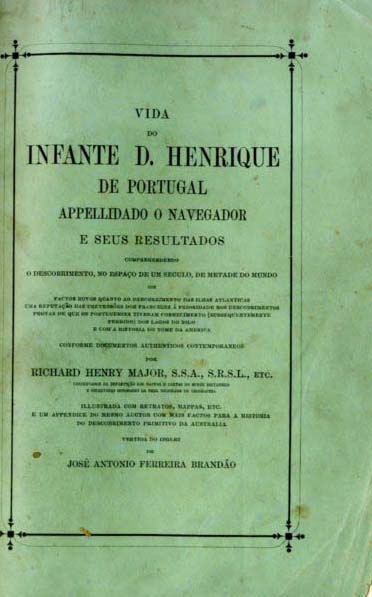 VIDA
DO
INFANTE D. HENRIQUE
DE PORTUGAL
APPELLIDADO O NAVEGADOR
E SEUS RESULTADOS
COMPREHENDENDO
O DESCOBRIMENTO, NO ESPAÇO DE UM SECULO, DE METADE DO MUNDO
FACTOS NOVOS QUANTO AO DESCOBRIMENTO DAS ILHAS ATLANTICAS
UMA REFUTAÇÃO DAS PRETENSÕES DOS FRANCEZES Á PRIORIDADE NOS DESCOBRIMENTOS
PROVAS DE QUE OS PORTUGUEZES TIVERAM CONHECIMENTO (SUBSEQUENTEMENTE
PERDIDO) DOS LAGOS DO NILO
E COM A HISTORIA DO NOME DA AMERICA
CONFORME DOCUMENTOS AUTHENTICOS CONTEMPORANEOS
POR
RICHARD HENRY MAJOR, S.S.A., S.R.S.L., ETC.
ILLUSTRADA COM RETRATOS, MAPPAS, ETC.
E UM APPENDICE DO MESMO AUCTOR COM MAIS FACTOS PARA A HISTORIA
DO DESCOBRIMENTO PRIMITIVO DA AUSTRALIA
VERTIDA DO INGLEZ
JOSÉ ANTONIO FERREIRA BRANDÃO